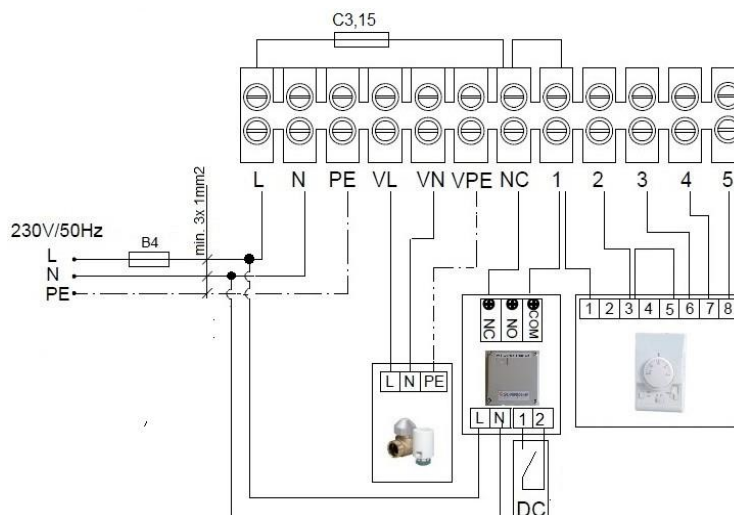 C3,15
L N PE VL VN VPE NC 1 2 3 4 5
min. 3x 1mm2
230V/50Hz
B4
L
N
PE
NC NO COM
1 2 3 4 5 6 7 8
L N PE
L N 1 2
DC